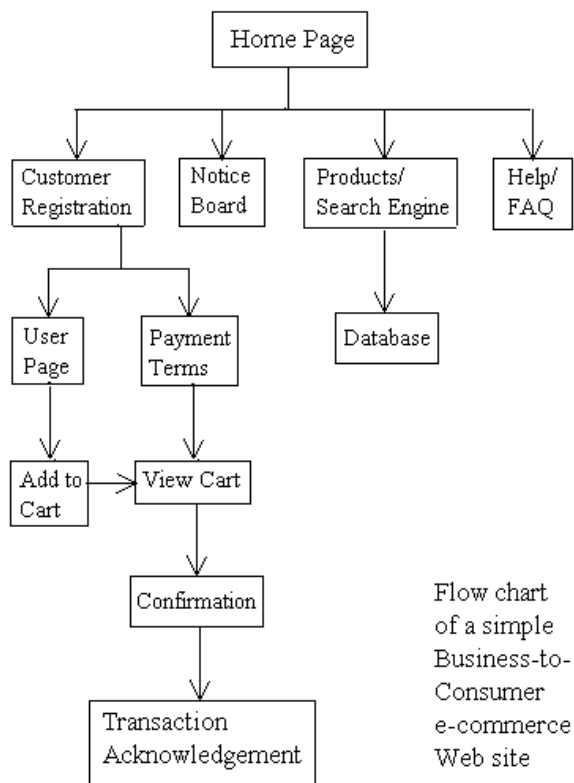 Home Page
Customer
Registration
Notice
Board
Products/
Search Engine
Help/
FAQ
User
Page
Payment
Terms
Database
Add to
Cart
View Cart
Confirmation
Transaction
Acknowledgement
Flow chart
of a simple
Business-to-
Consumer
e-commerce
Web site